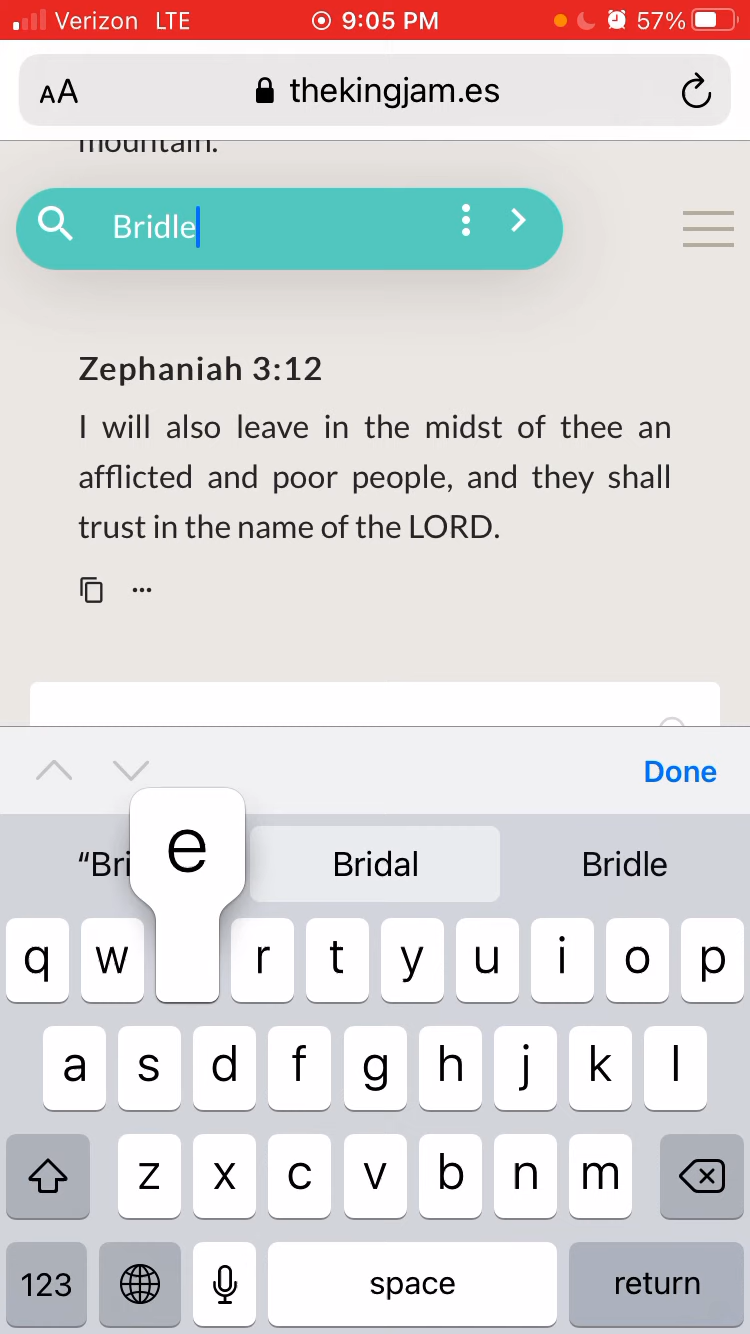 Verizon LTE 9:05 PM 57%
AA thekingjam.es
mountain.
Bridle
Zephaniah 3:12
I will also leave in the midst of thee an
afflicted and poor people, and they shall
trust in the name of the LORD.
Done
e
“Bri Bridal Bridle
q w r t y u i o p
a s d f g h j k l
z x c v b n m
123 space return